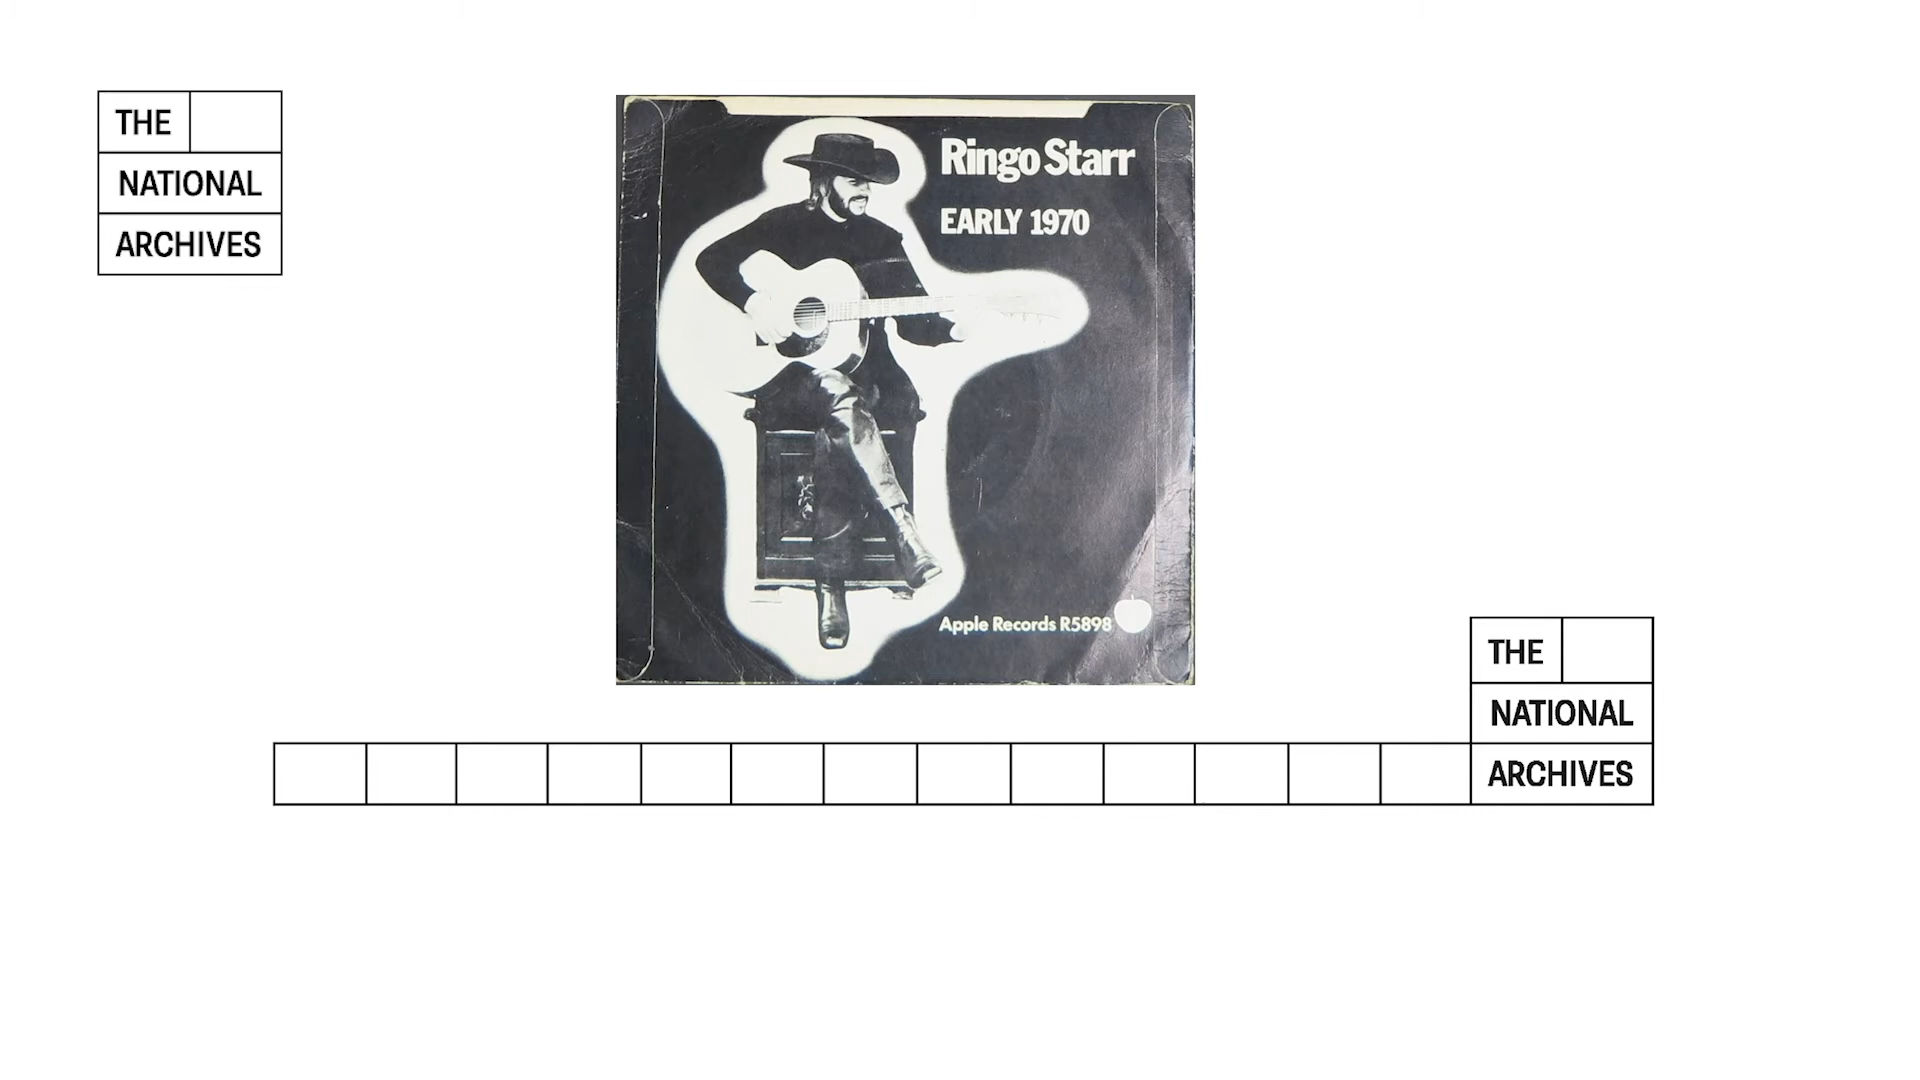 THE
NATIONAL
ARCHIVES
Ringo Starr
EARLY 1970
Apple Records R5898
THE
NATIONAL
ARCHIVES